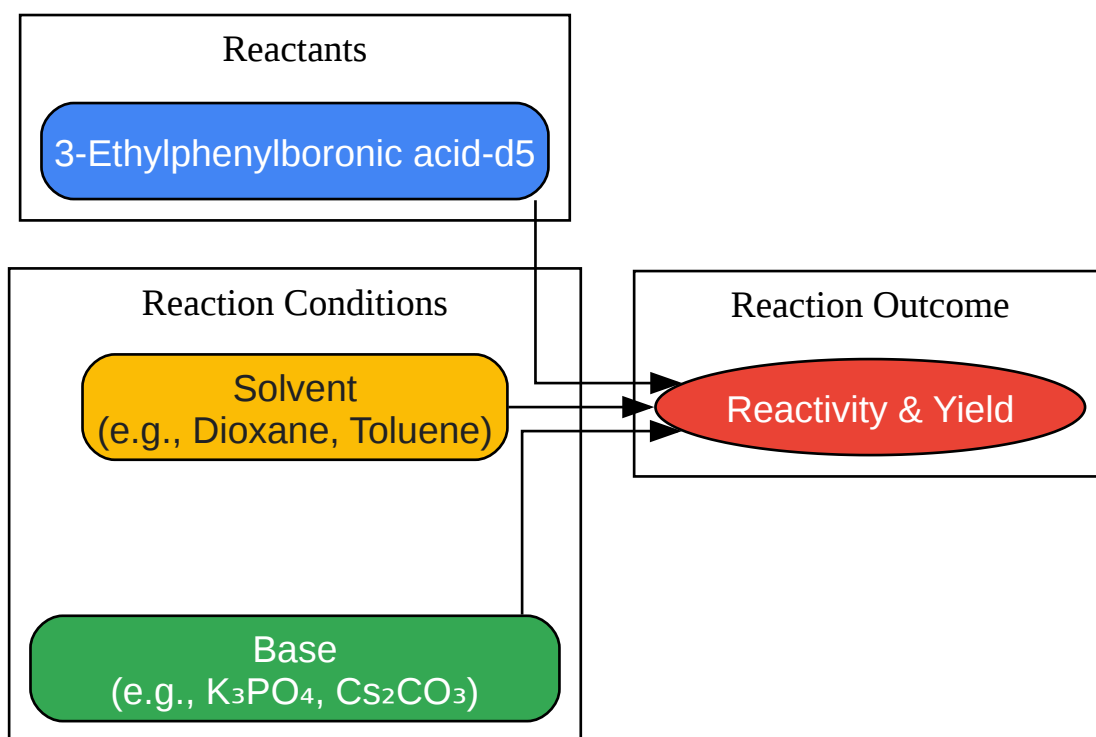 Reactants
3-Ethylphenylboronic acid-d5
Reaction Conditions
Solvent
(e.g., Dioxane, Toluene)
Base
(e.g., K₃PO₄, Cs₂CO₃)
Reaction Outcome
Reactivity & Yield